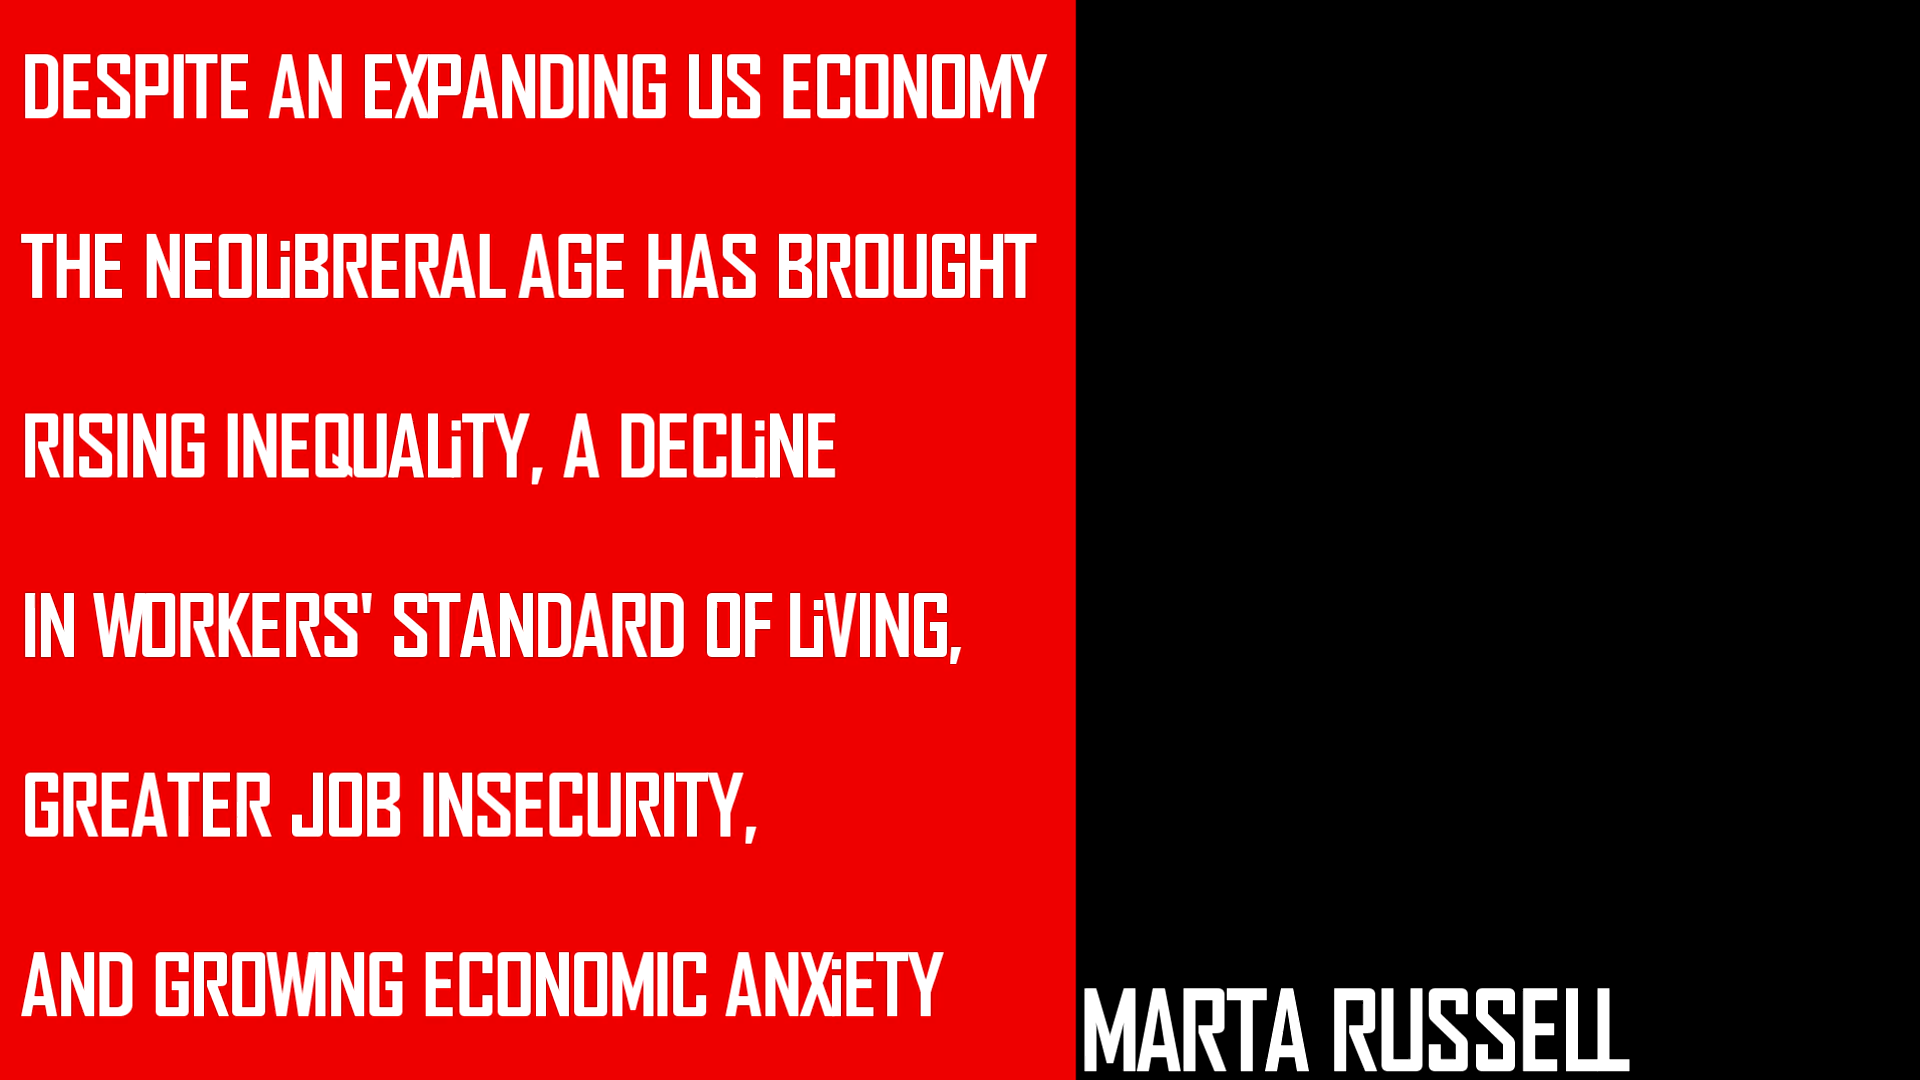 DESPITE AN EXPANDING US ECONOMY
THE NEOLiBRERAL AGE HAS BROUGHT
RISING INEQUALiTY, A DECLiNE
IN WORKERS' STANDARD OF LiVING,
GREATER JOB INSECURITY,
AND GROWING ECONOMIC ANXiETY
MARTA RUSSELL